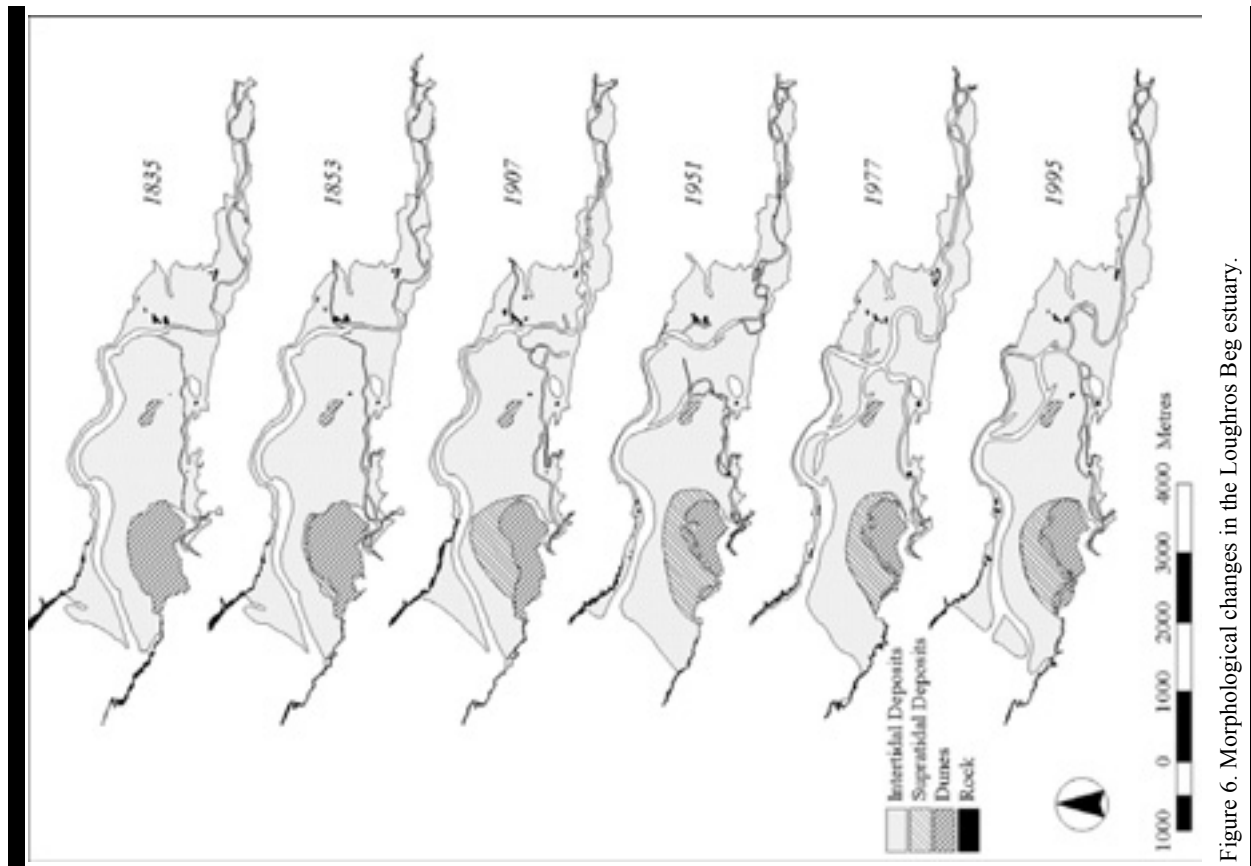 1835
1853
1907
1951
1977
1995
Intertidal Deposits
Supratidal Deposits
Dunes
Rock
1000 0 1000 2000 3000 4000 Metres
Figure 6. Morphological changes in the Loughros Beg estuary.